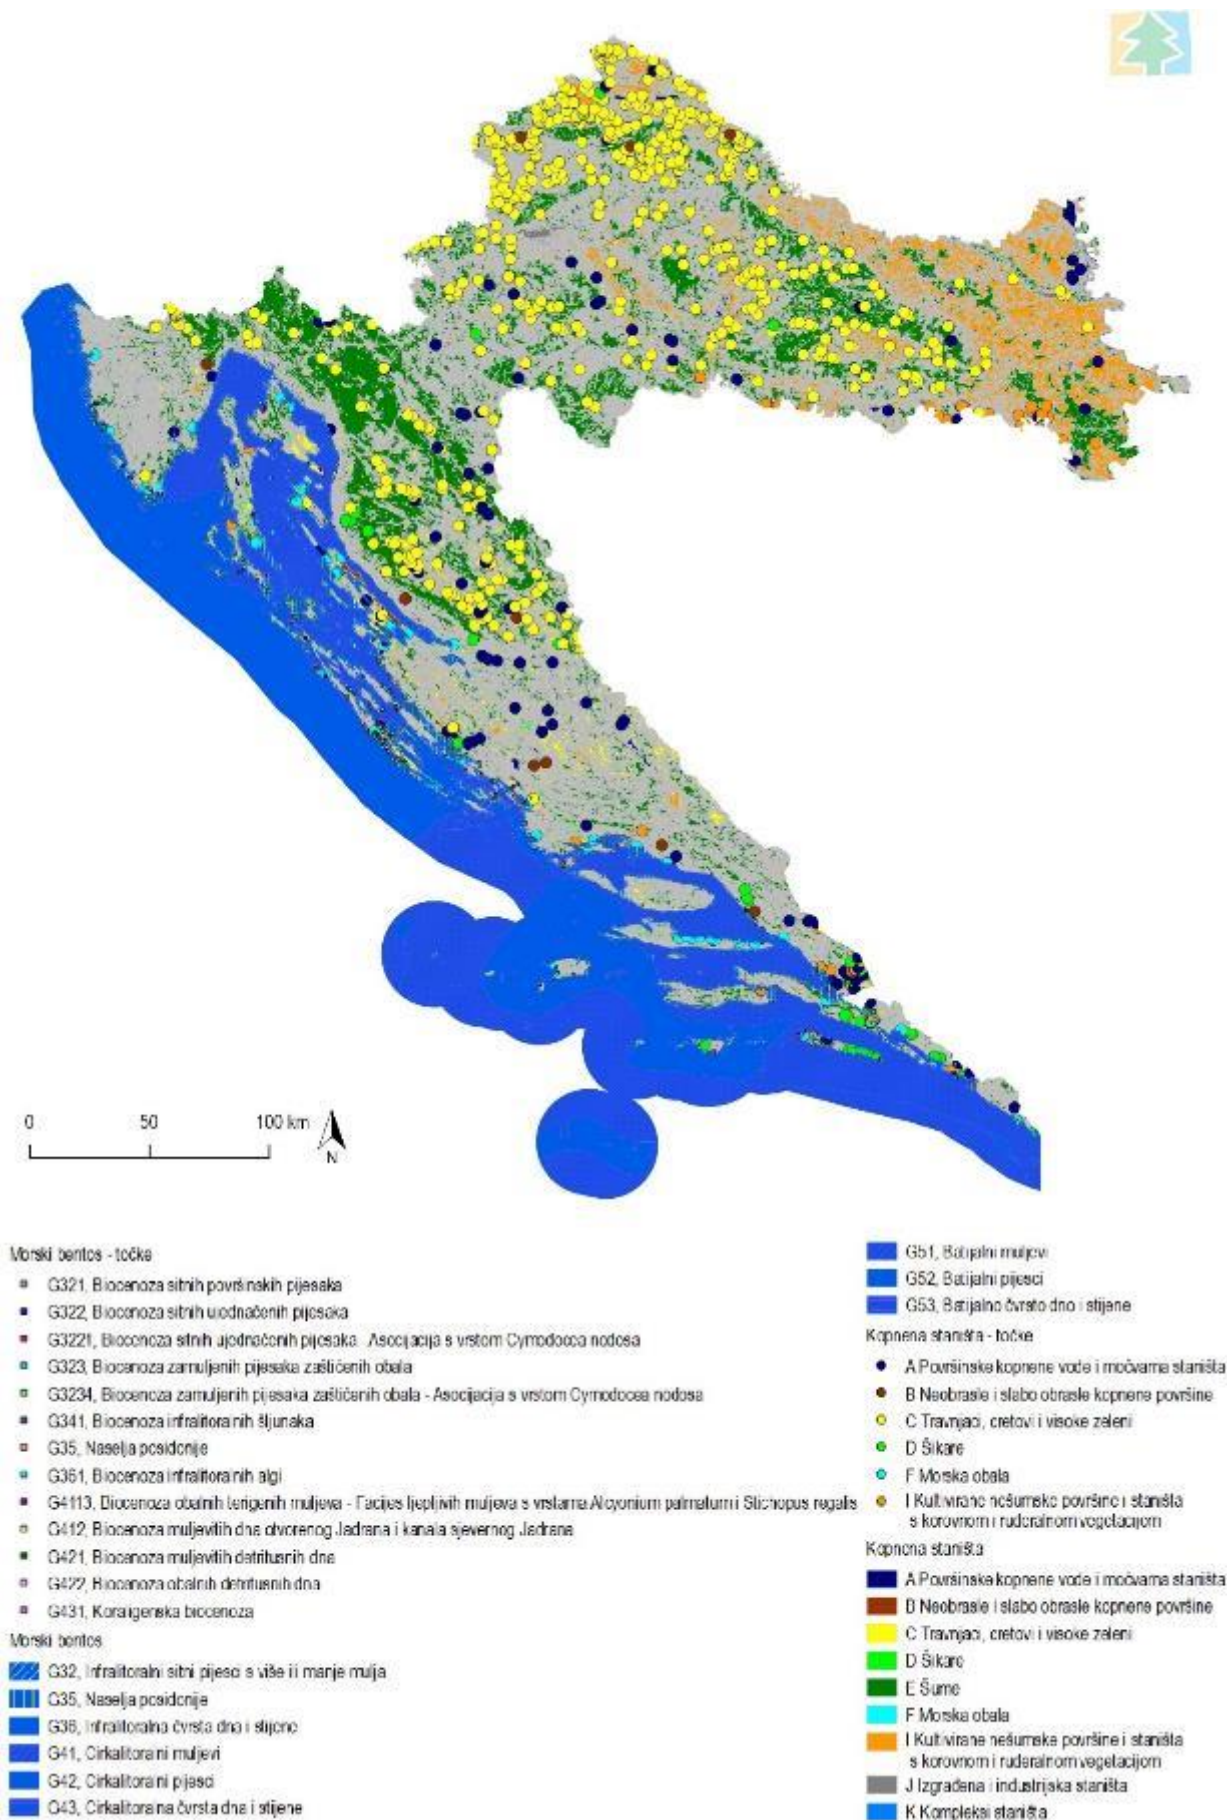 0 50 100 km
N
Morski bentos - točke
G321, Biocenoza sitnih površinskih pijesaka
G322, Biocenoza sitnih ujednačenih pijesaka
G3221, Biocenoza sitnih ujednačenih pijesaka - Asocijacija s vrstom Cymodocea nodosa
G323, Biocenoza zamuljenih pijesaka zaštićenih obala
G3234, Biocenoza zamuljenih pijesaka zaštićenih obala - Asocijacija s vrstom Cymodocea nodosa
G341, Biocenoza infralitoralnih šljunaka
G35, Naselja posidonije
G361, Biocenoza infralitoralnih algi
G4113, Biocenoza obalnih terigenih muljeva - Facijes ljepljivih muljeva s vrstama Alcyonium palmatum i Stichopus regalis
G412, Biocenoza muljevitih dna otvorenog Jadrana i kanala sjevernog Jadrana
G421, Biocenoza muljevitih detritusnih dna
G422, Biocenoza obalnih detritusnih dna
G431, Koraligenska biocenoza
Morski bentos
G32, Infralitoralni sitni pijesci s više ili manje mulja
G35, Naselja posidonije
G36, Infralitoralna čvrsta dna i stijene
G41, Cirkalitoralni muljevi
G42, Cirkalitoralni pijesci
G43, Cirkalitoralna čvrsta dna i stijene
G51, Batijalni muljevi
G52, Batijalni pijesci
G53, Batijalno čvrsto dno i stijene
Kopnena staništa - točke
A Površinske kopnene vode i močvarna staništa
B Neobrasle i slabo obrasle kopnene površine
C Travnjaci, cretovi i visoke zeleni
D Šikare
F Morska obala
I Kultivirane nešumske površine i staništa
s korovnom i ruderalnom vegetacijom
Kopnena staništa
A Površinske kopnene vode i močvarna staništa
B Neobrasle i slabo obrasle kopnene površine
C Travnjaci, cretovi i visoke zeleni
D Šikare
E Šume
F Morska obala
I Kultivirane nešumske površine i staništa
s korovnom i ruderalnom vegetacijom
J Izgrađena i industrijska staništa
K Kompleksi staništa